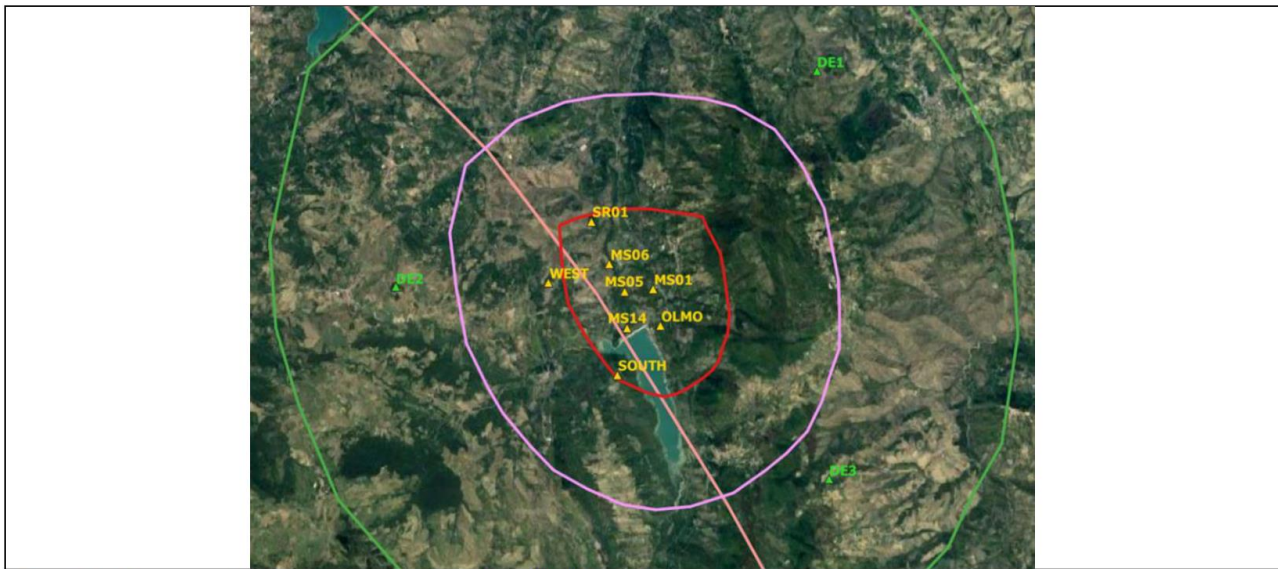 DE1
SR01
MS06
WEST
DE2
MS05
MS01
MS14
OLMO
SOUTH
DE3